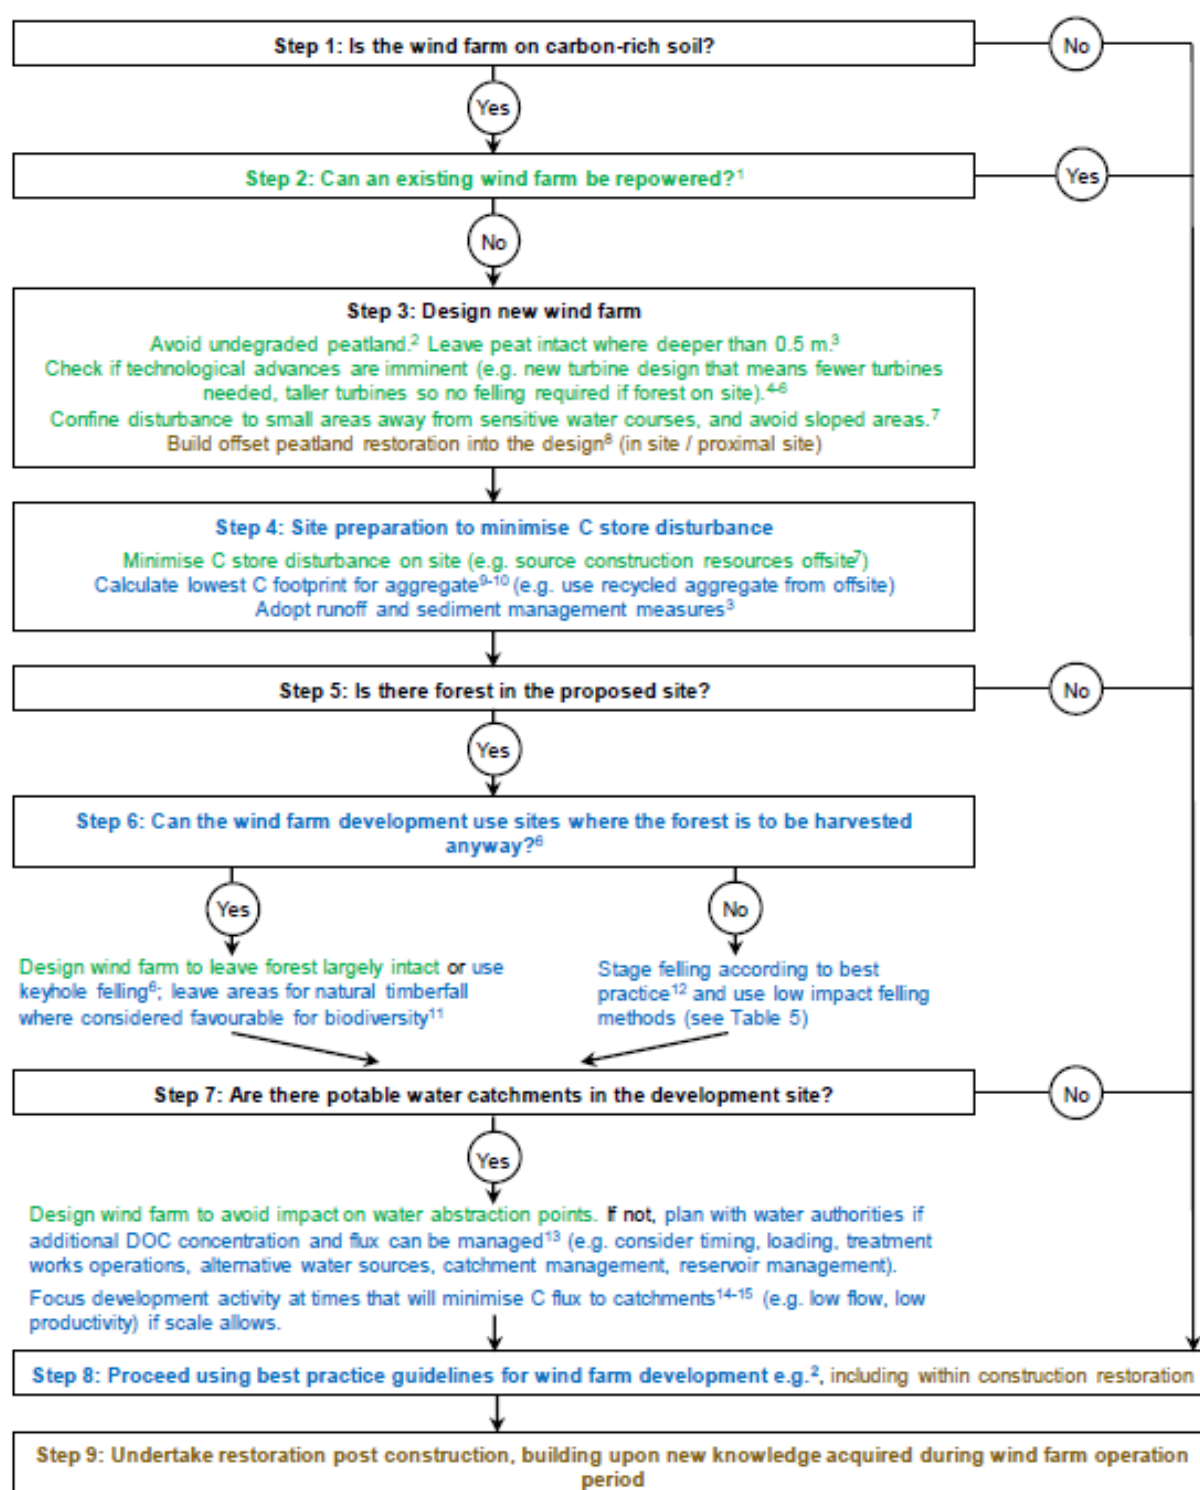 Step 1: Is the wind farm on carbon-rich soil?
No
Yes
Step 2: Can an existing wind farm be repowered?¹
Yes
No
Step 3: Design new wind farm
Avoid undegraded peatland.² Leave peat intact where deeper than 0.5 m.³
Check if technological advances are imminent (e.g. new turbine design that means fewer turbines
needed, taller turbines so no felling required if forest on site).⁴⁻⁶
Confine disturbance to small areas away from sensitive water courses, and avoid sloped areas.⁷
Build offset peatland restoration into the design⁸ (in site / proximal site)
Step 4: Site preparation to minimise C store disturbance
Minimise C store disturbance on site (e.g. source construction resources offsite⁷)
Calculate lowest C footprint for aggregate⁹⁻¹⁰ (e.g. use recycled aggregate from offsite)
Adopt runoff and sediment management measures³
Step 5: Is there forest in the proposed site?
No
Yes
Step 6: Can the wind farm development use sites where the forest is to be harvested
anyway?⁶
Yes
No
Design wind farm to leave forest largely intact or use
keyhole felling⁶; leave areas for natural timberfall
where considered favourable for biodiversity¹¹
Stage felling according to best
practice¹² and use low impact felling
methods (see Table 5)
Step 7: Are there potable water catchments in the development site?
No
Yes
Design wind farm to avoid impact on water abstraction points. If not, plan with water authorities if
additional DOC concentration and flux can be managed¹³ (e.g. consider timing, loading, treatment
works operations, alternative water sources, catchment management, reservoir management).
Focus development activity at times that will minimise C flux to catchments¹⁴⁻¹⁵ (e.g. low flow, low
productivity) if scale allows.
Step 8: Proceed using best practice guidelines for wind farm development e.g.², including within construction restoration
Step 9: Undertake restoration post construction, building upon new knowledge acquired during wind farm operation
period